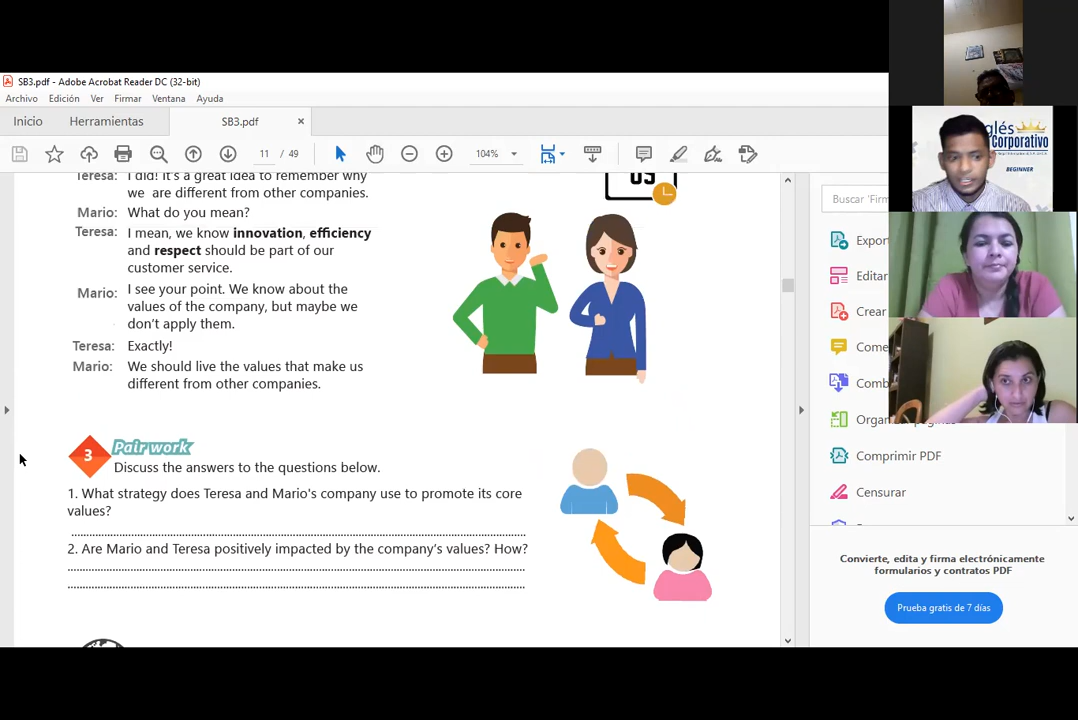 SB3.pdf - Adobe Acrobat Reader DC (32-bit)
Archivo Edición Ver Firmar Ventana Ayuda
Inicio Herramientas SB3.pdf ×
11 / 49 104%
Teresa: I did! It's a great idea to remember why
we are different from other companies.
Mario: What do you mean?
Teresa: I mean, we know innovation, efficiency
and respect should be part of our
customer service.
Mario: I see your point. We know about the
values of the company, but maybe we
don't apply them.
Teresa: Exactly!
Mario: We should live the values that make us
different from other companies.
3 Pair work
Discuss the answers to the questions below.
1. What strategy does Teresa and Mario's company use to promote its core
values?
2. Are Mario and Teresa positively impacted by the company's values? How?
Buscar 'Firm
Export
Editar
Crear
Come
Comb
Organ
Comprimir PDF
Censurar
Convierte, edita y firma electrónicamente
formularios y contratos PDF
Prueba gratis de 7 días
glés
Corporativo
BEGINNER